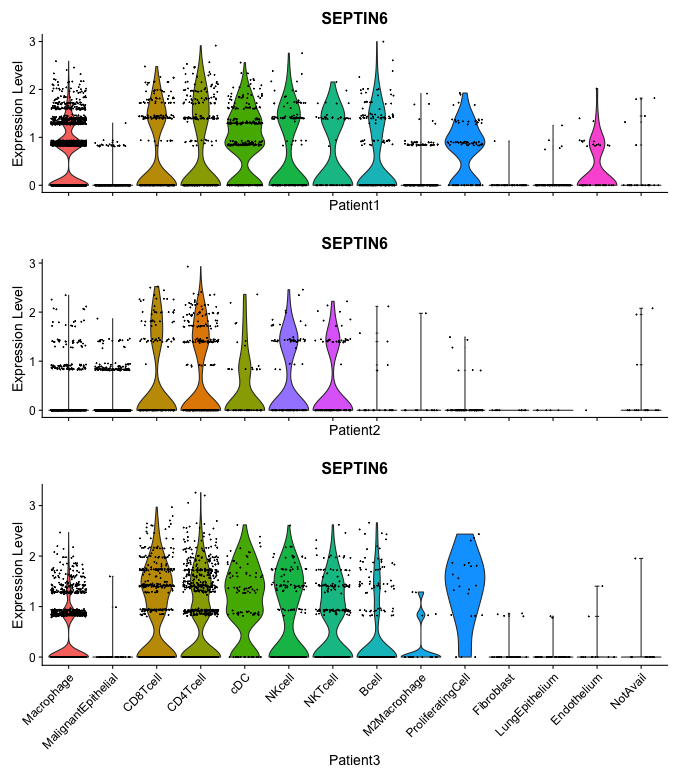 SEPTIN6
Expression Level
3
2
1
0
Patient1
SEPTIN6
Expression Level
3
2
1
0
Patient2
SEPTIN6
Expression Level
3
2
1
0
Macrophage
MalignantEpithelial
CD8Tcell
CD4Tcell
cDC
NKcell
NKTcell
Bcell
M2Macrophage
ProliferatingCell
Fibroblast
LungEpithelium
Endothelium
NotAvail
Patient3